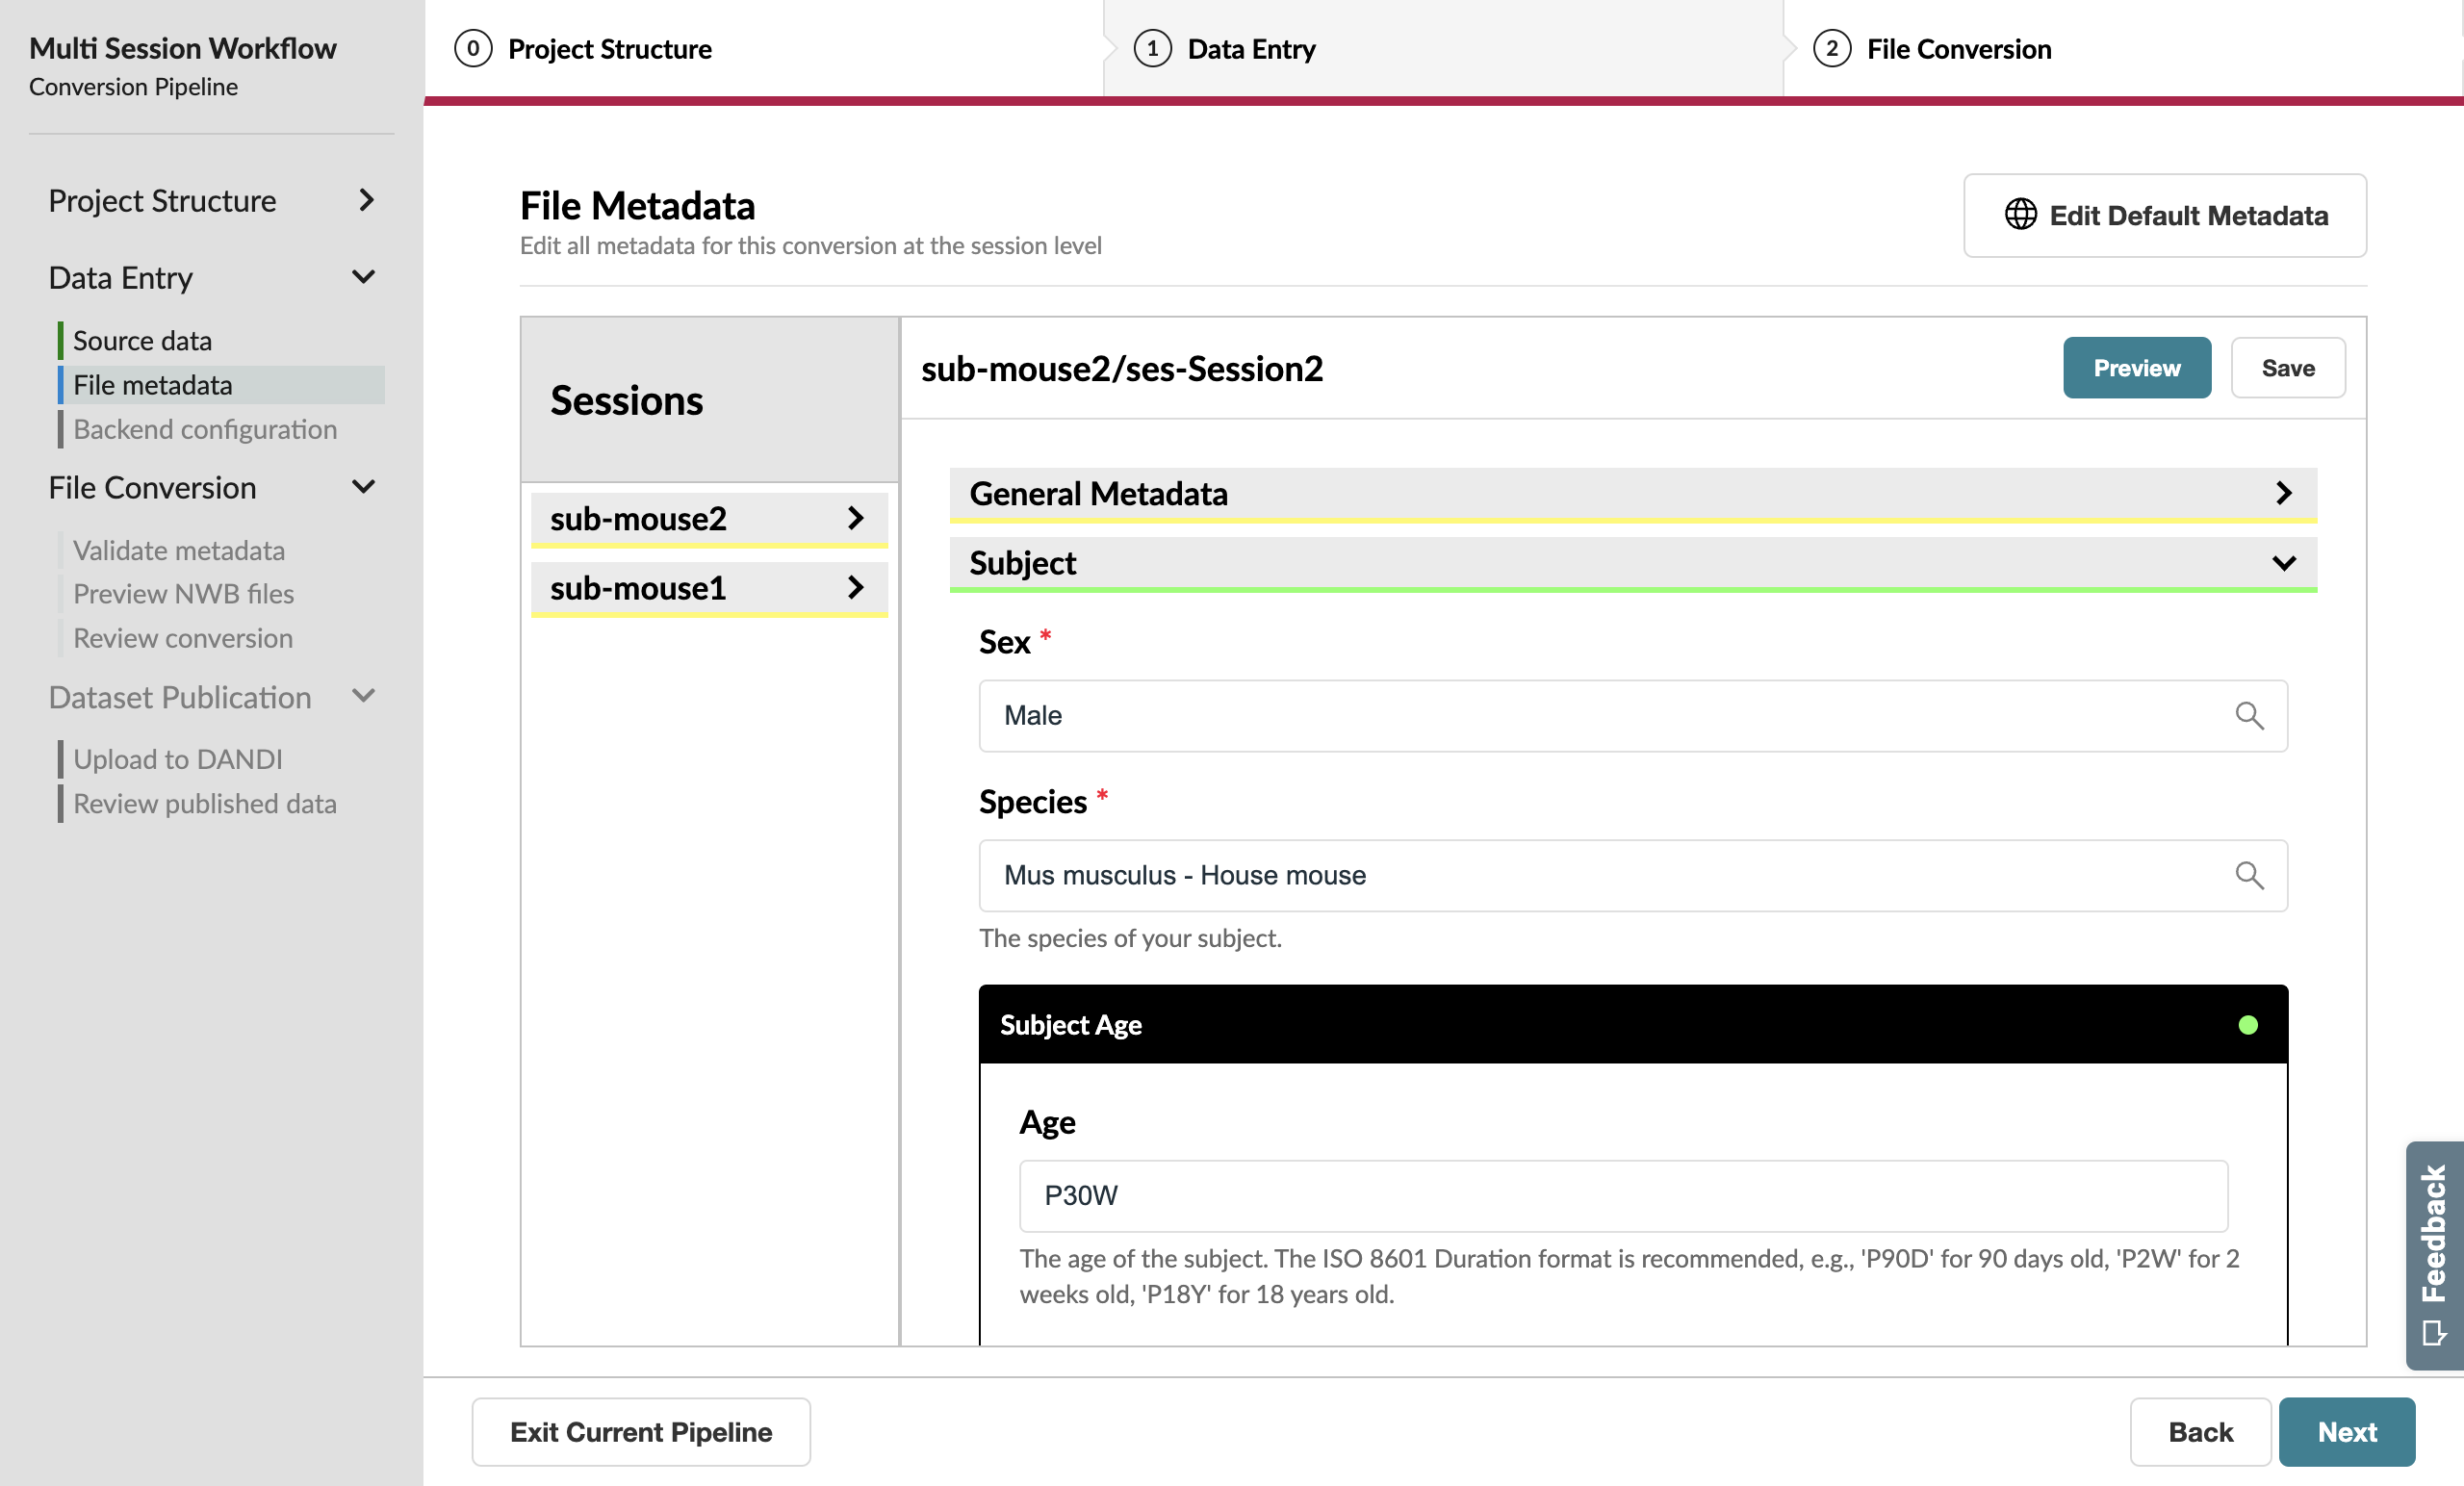 Multi Session Workflow
Conversion Pipeline
Project Structure
Data Entry
Source data
File metadata
Backend configuration
File Conversion
Validate metadata
Preview NWB files
Review conversion
Dataset Publication
Upload to DANDI
Review published data
0 Project Structure
1 Data Entry
2 File Conversion
File Metadata
Edit all metadata for this conversion at the session level
Edit Default Metadata
Sessions
sub-mouse2
sub-mouse1
sub-mouse2/ses-Session2
Preview
Save
General Metadata
Subject
Sex *
Male
Species *
Mus musculus - House mouse
The species of your subject.
Subject Age
Age
P30W
The age of the subject. The ISO 8601 Duration format is recommended, e.g., 'P90D' for 90 days old, 'P2W' for 2
weeks old, 'P18Y' for 18 years old.
Feedback
Exit Current Pipeline
Back
Next